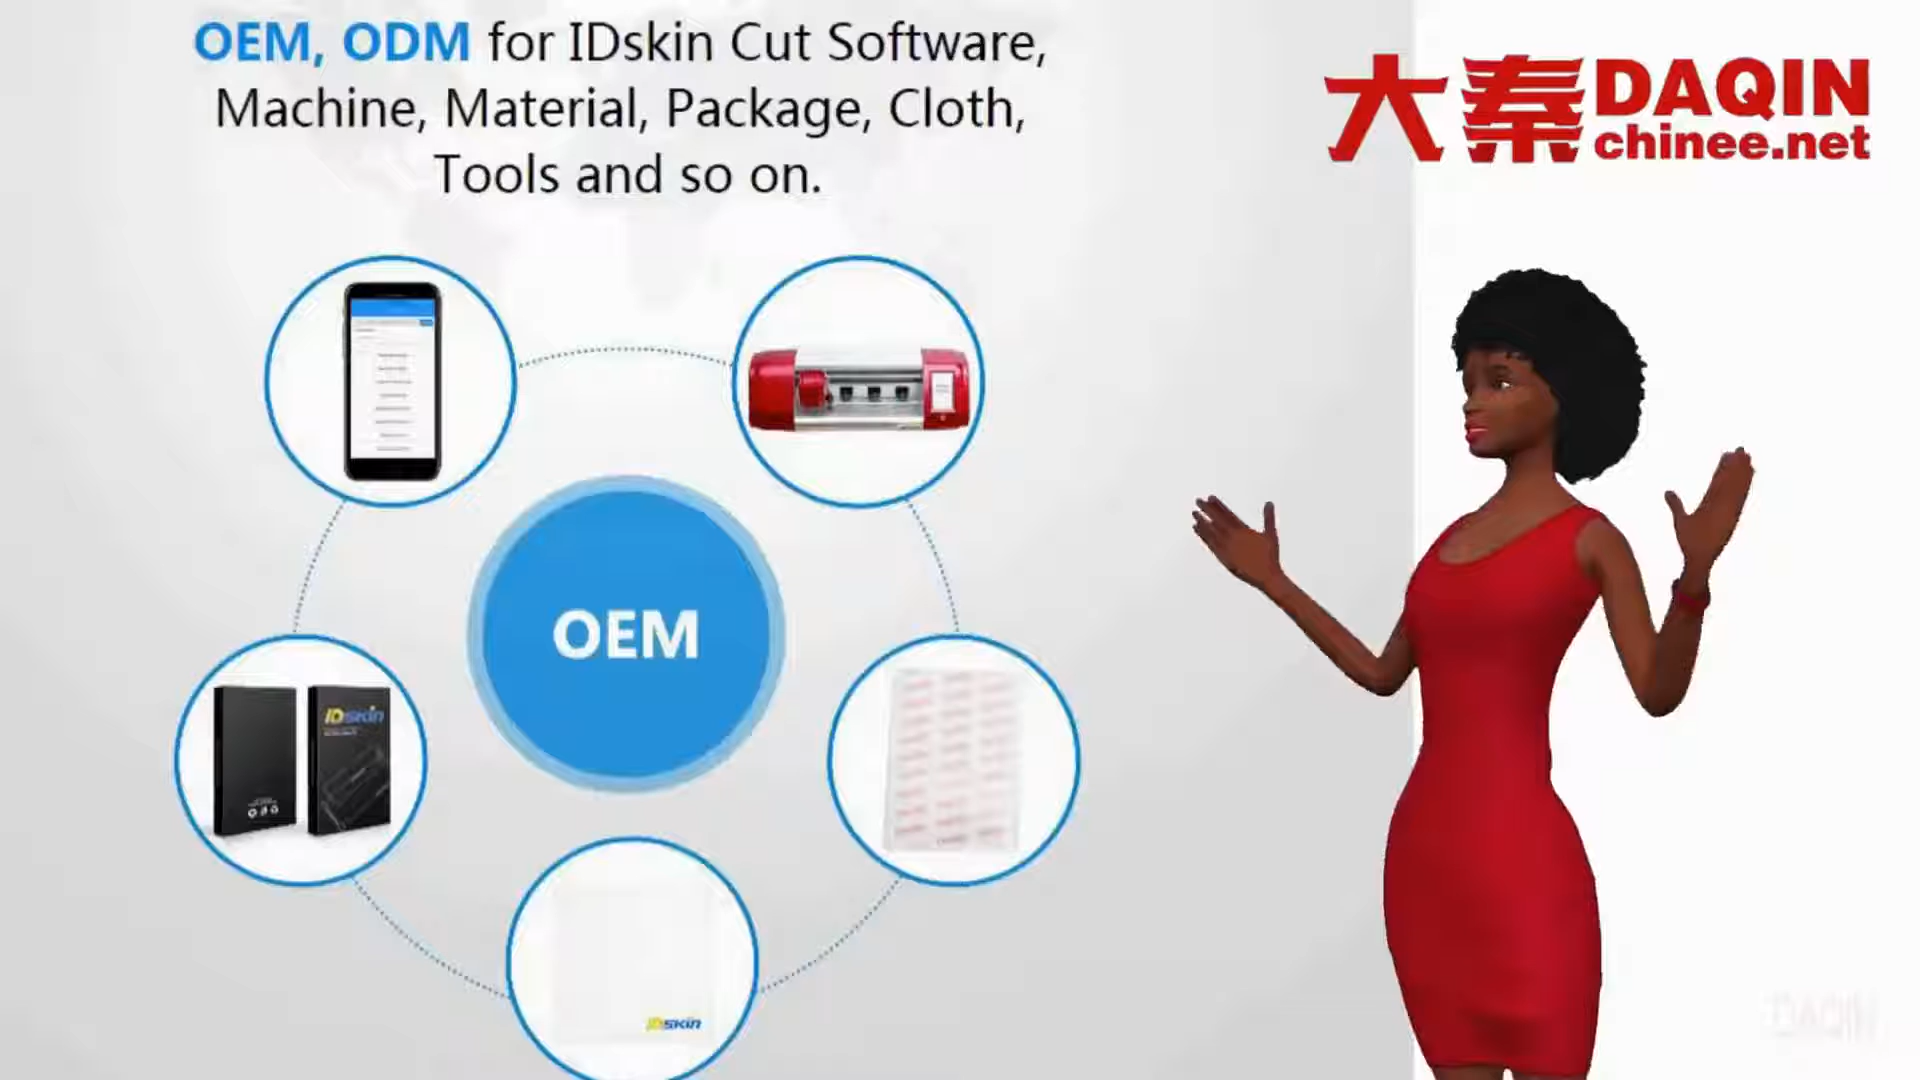 OEM, ODM for IDskin Cut Software,
Machine, Material, Package, Cloth,
Tools and so on.
大秦 DAQIN
chinee.net
OEM
IDskin
IDskin
DAQIN